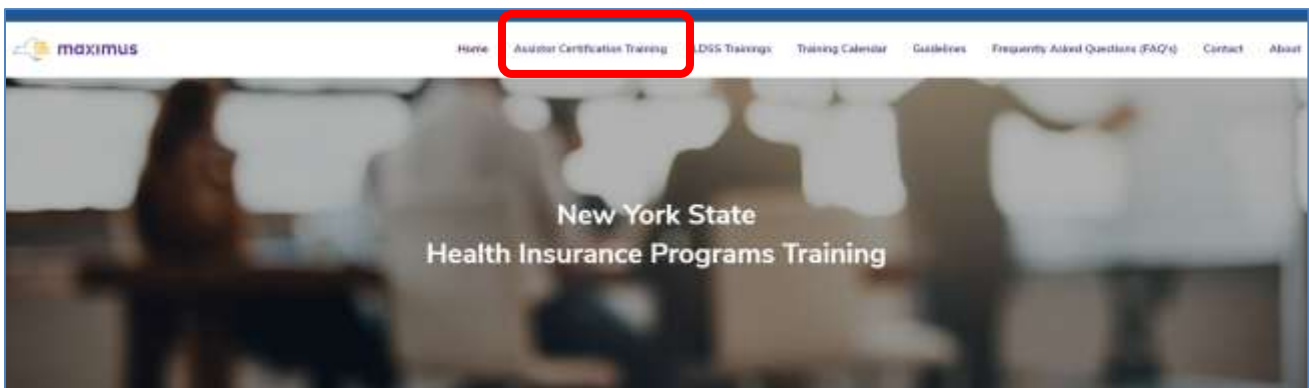 maximus
Home Assistor Certification Training LDSS Trainings Training Calendar Guidelines Frequently Asked Questions (FAQ's) Contact About
New York State
Health Insurance Programs Training